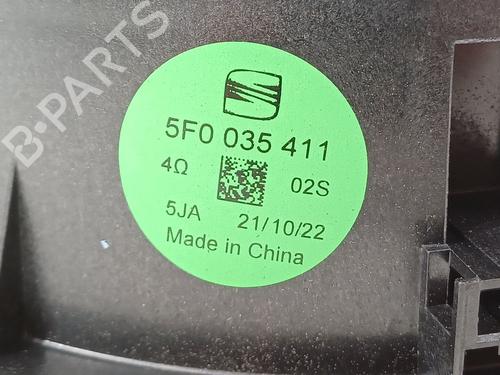 B-PARTS
5F0 035 411
4Ω
02S
5JA 21/10/22
Made in China